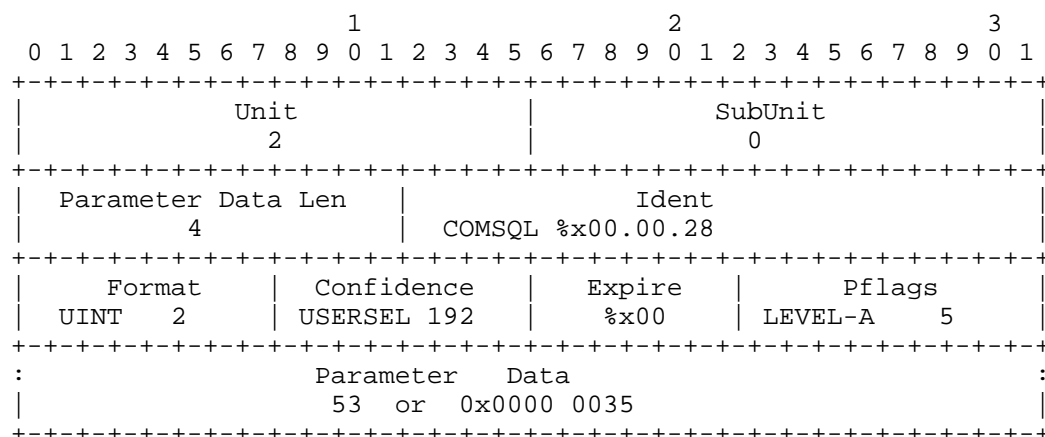 1                   2                   3
 0 1 2 3 4 5 6 7 8 9 0 1 2 3 4 5 6 7 8 9 0 1 2 3 4 5 6 7 8 9 0 1
+-+-+-+-+-+-+-+-+-+-+-+-+-+-+-+-+-+-+-+-+-+-+-+-+-+-+-+-+-+-+-+-+
|             Unit              |           SubUnit             |
|               2               |             0                 |
+-+-+-+-+-+-+-+-+-+-+-+-+-+-+-+-+-+-+-+-+-+-+-+-+-+-+-+-+-+-+-+-+
|  Parameter Data Len   |              Ident                    |
|          4            |  COMSQL %x00.00.28                    |
+-+-+-+-+-+-+-+-+-+-+-+-+-+-+-+-+-+-+-+-+-+-+-+-+-+-+-+-+-+-+-+-+
|      Format   |  Confidence   |   Expire   |      Pflags      |
|  UINT   2     | USERSEL 192   |    %x00    | LEVEL-A    5     |
+-+-+-+-+-+-+-+-+-+-+-+-+-+-+-+-+-+-+-+-+-+-+-+-+-+-+-+-+-+-+-+-+
:                  Parameter   Data                             :
|                   53  or  0x0000 0035                         |
+-+-+-+-+-+-+-+-+-+-+-+-+-+-+-+-+-+-+-+-+-+-+-+-+-+-+-+-+-+-+-+-+